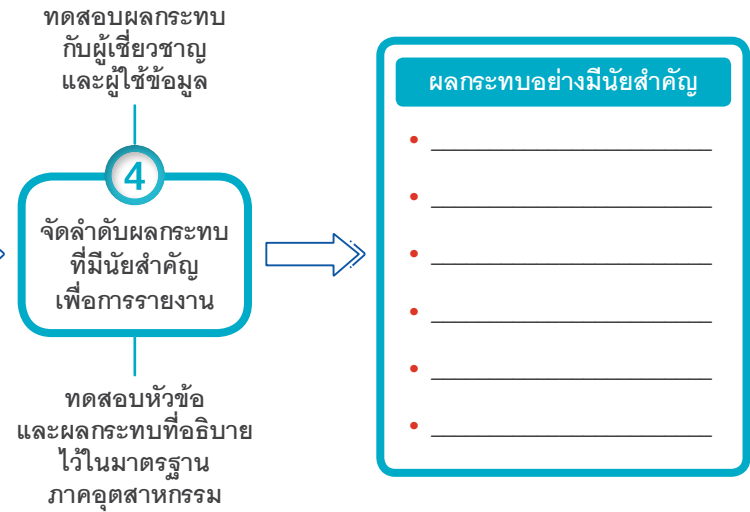 ทดสอบผลกระทบ
กับผู้เชี่ยวชาญ
และผู้ใช้ข้อมูล
4
จัดลำดับผลกระทบ
ที่มีนัยสำคัญ
เพื่อการรายงาน
ทดสอบหัวข้อ
และผลกระทบที่อธิบาย
ไว้ในมาตรฐาน
ภาคอุตสาหกรรม
ผลกระทบอย่างมีนัยสำคัญ